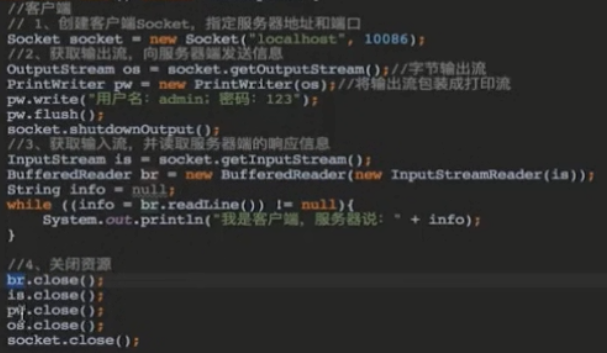 //客户端
// 1、创建客户端Socket，指定服务器地址和端口
Socket socket = new Socket("localhost", 10086);
//2、获取输出流，向服务器端发送信息
OutputStream os = socket.getOutputStream();//字节输出流
PrintWriter pw = new PrintWriter(os);//将输出流包装成打印流
pw.write("用户名：admin；密码：123");
pw.flush();
socket.shutdownOutput();
//3、获取输入流，并读取服务器端的响应信息
InputStream is = socket.getInputStream();
BufferedReader br = new BufferedReader(new InputStreamReader(is));
String info = null;
while ((info = br.readLine()) != null){
    System.out.println("我是客户端，服务器说：" + info);
}
//4、关闭资源
br.close();
is.close();
pw.close();
os.close();
socket.close();